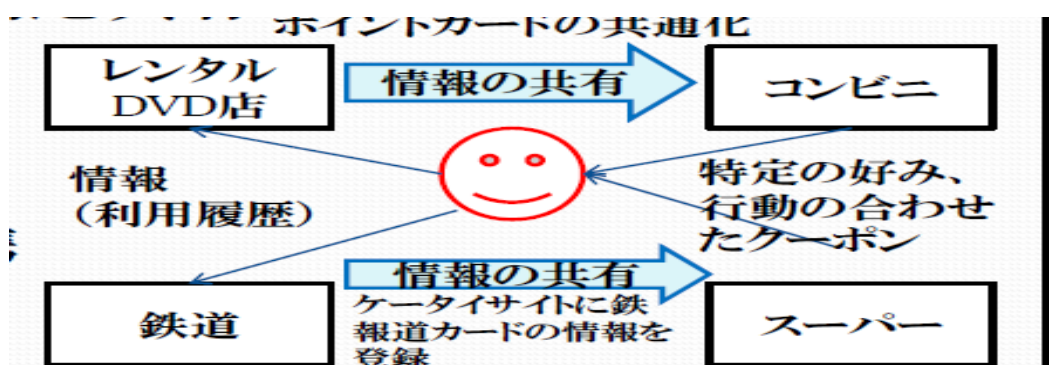 ポイントカードの共通化
レンタル
DVD店
情報の共有
コンビニ
情報
（利用履歴）
特定の好み、
行動の合わせ
たクーポン
鉄道
情報の共有
ケータイサイトに鉄
報道カードの情報を
登録
スーパー